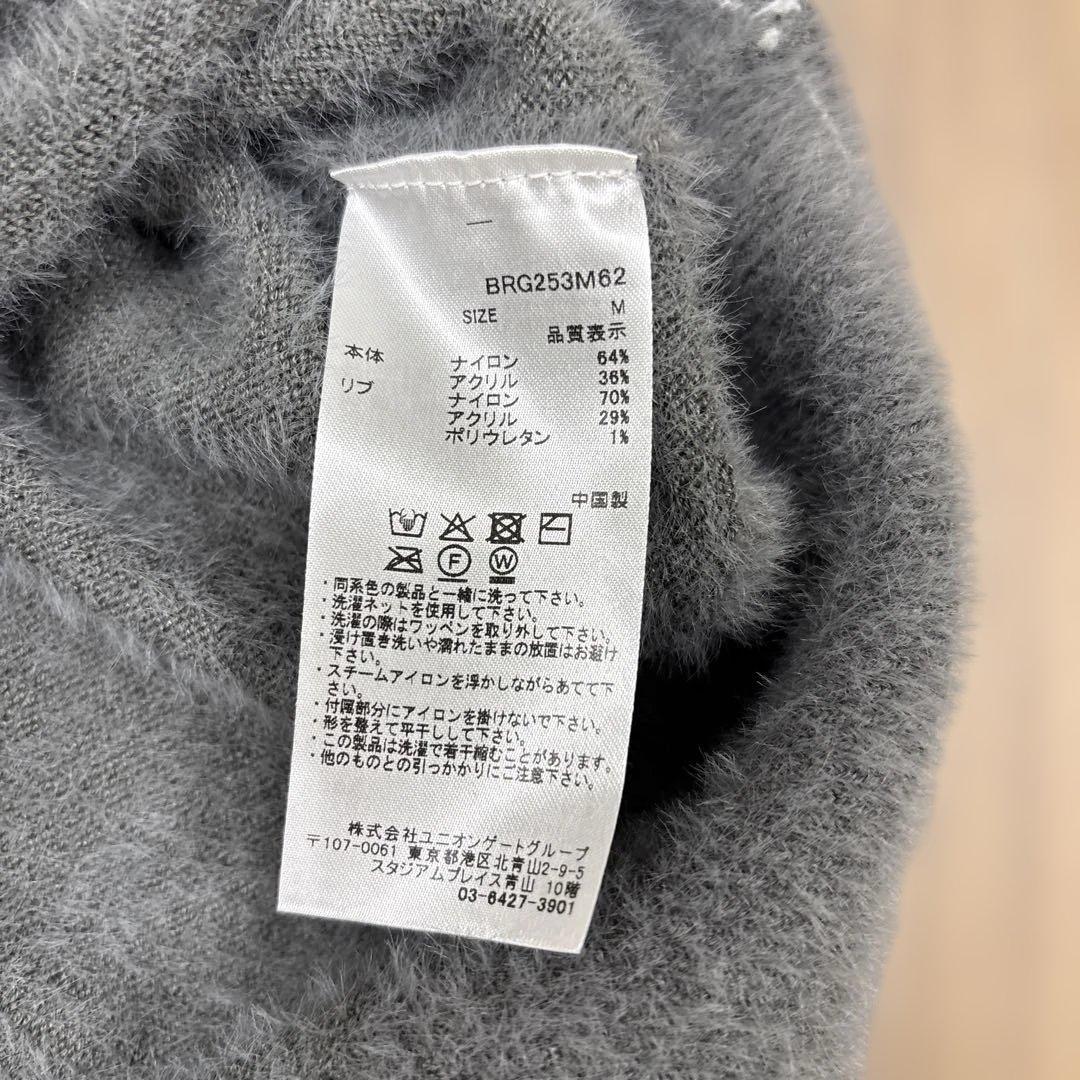 BRG253M62
SIZE M
品質表示
本体 ナイロン 64%
アクリル 36%
リブ ナイロン 70%
アクリル 29%
ポリウレタン 1%
中国製
F W
・同系色の製品と一緒に洗って下さい。
・洗濯ネットを使用して下さい。
・洗濯の際はワッペンを取り外して下さい。
・浸け置き洗いや濡れたままの放置はお避け
下さい。
・スチームアイロンを浮かしながらあてて下
さい。
・付属部分にアイロンを掛けないで下さい。
・形を整えて平干しして下さい。
・この製品は洗濯で若干縮むことがあります。
・他のものとの引っかかりにご注意下さい。
株式会社ユニオンゲートグループ
〒107-0061 東京都港区北青山2-9-5
スタジアムプレイス青山 10階
03-6427-3901